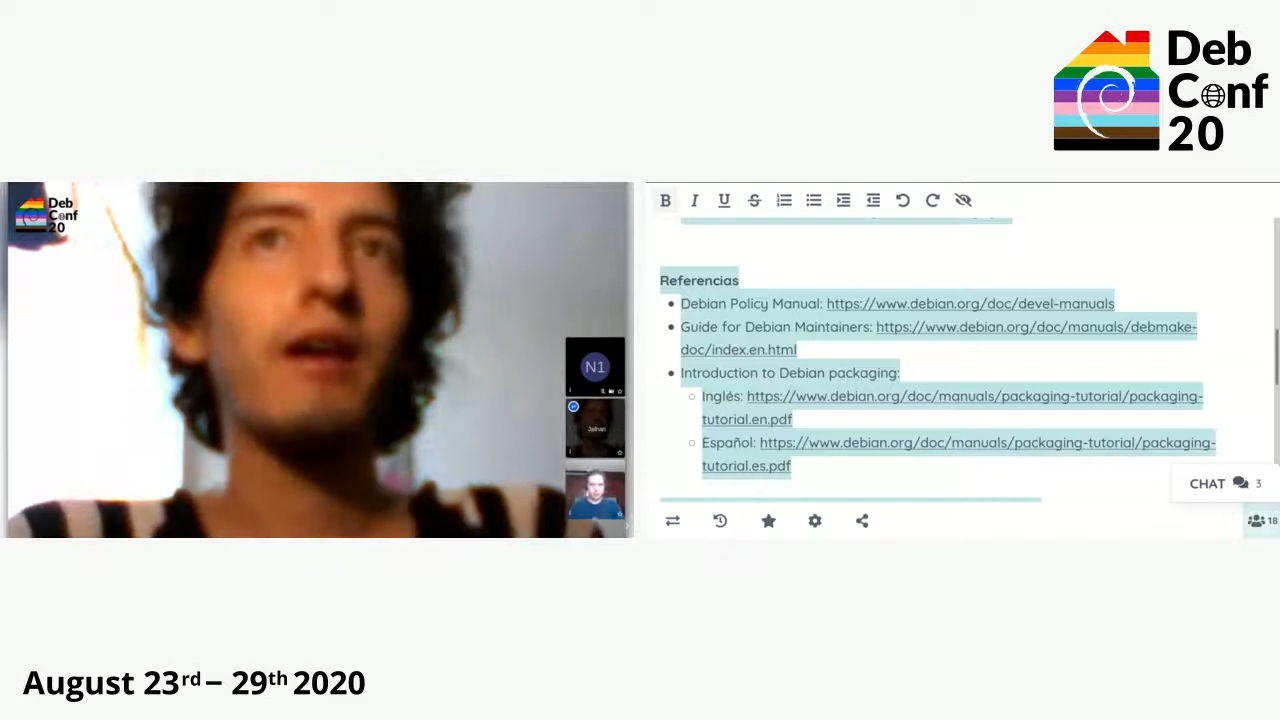 Deb
Conf
20
Deb
Conf
20
N1
Jathan
B I U S
Referencias
Debian Policy Manual: https://www.debian.org/doc/devel-manuals
Guide for Debian Maintainers: https://www.debian.org/doc/manuals/debmake-
doc/index.en.html
Introduction to Debian packaging:
Inglés: https://www.debian.org/doc/manuals/packaging-tutorial/packaging-
tutorial.en.pdf
Español: https://www.debian.org/doc/manuals/packaging-tutorial/packaging-
tutorial.es.pdf
CHAT 3
18
August 23rd – 29th 2020